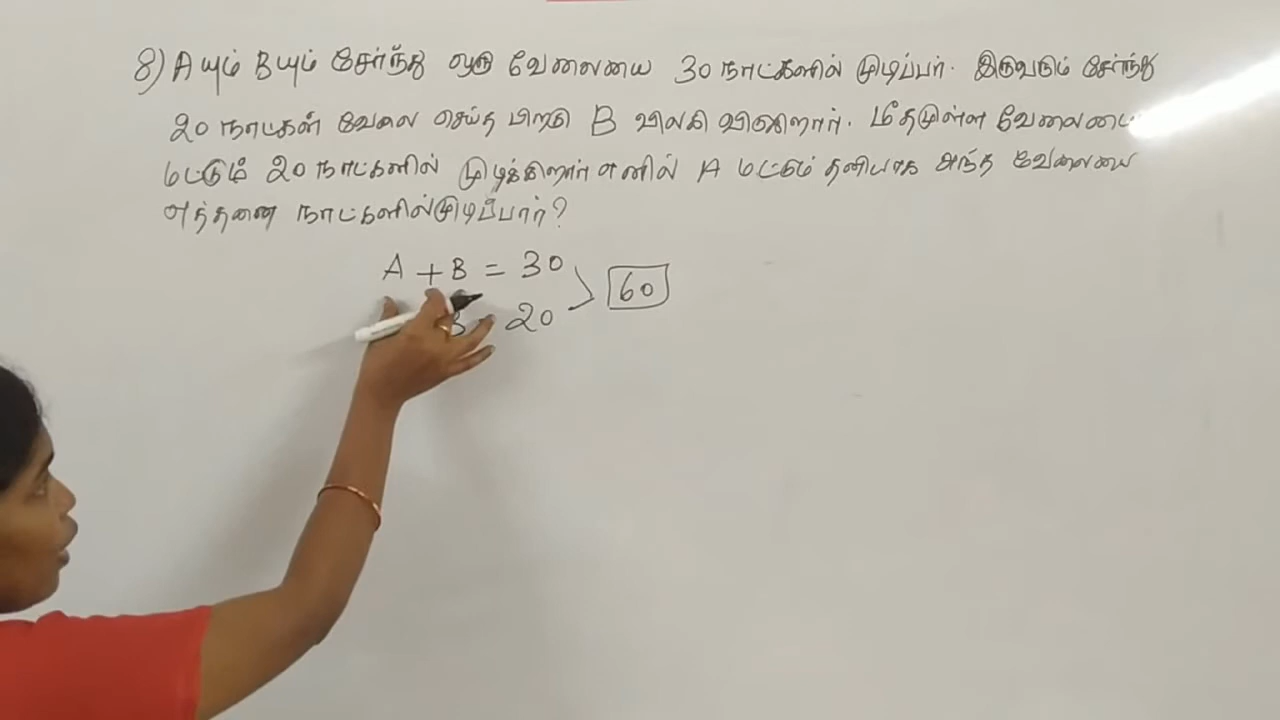 8) A யும் B யும் சேர்ந்து ஒரு வேலையை 30 நாட்களில் முடிப்பர். இருவரும் சேர்ந்து
20 நாட்கள் வேலை செய்த பிறகு B விலகி விடுகிறார். மீதமுள்ள வேலையை
மட்டும் 20 நாட்களில் முடிக்கிறார் எனில் A மட்டும் தனியாக அந்த வேலையை
எத்தனை நாட்களில் முடிப்பார்?
A + B = 30
60
B 20